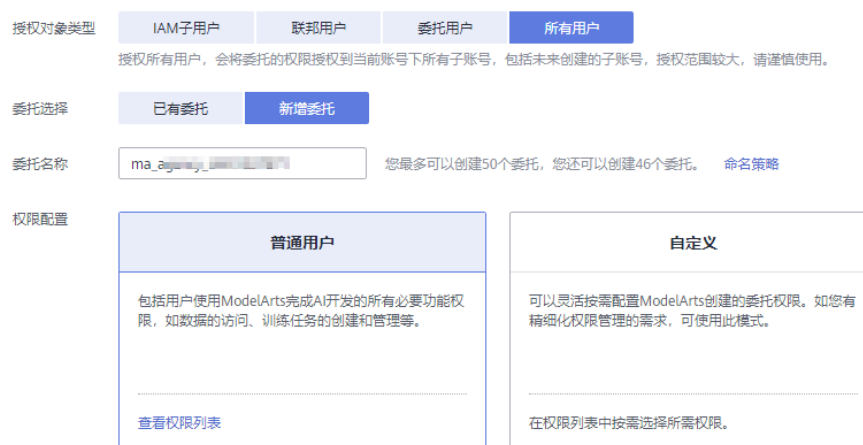 授权对象类型 IAM子用户 联邦用户 委托用户 所有用户
授权所有用户，会将委托的权限授权到当前账号下所有子账号，包括未来创建的子账号，授权范围较大，请谨慎使用。
委托选择 已有委托 新增委托
委托名称 ma_a 您最多可以创建50个委托，您还可以创建46个委托。 命名策略
权限配置
普通用户 自定义
包括用户使用ModelArts完成AI开发的所有必要功能权 可以灵活按需配置ModelArts创建的委托权限。如您有
限，如数据的访问、训练任务的创建和管理等。 精细化权限管理的需求，可使用此模式。
查看权限列表 在权限列表中按需选择所需权限。